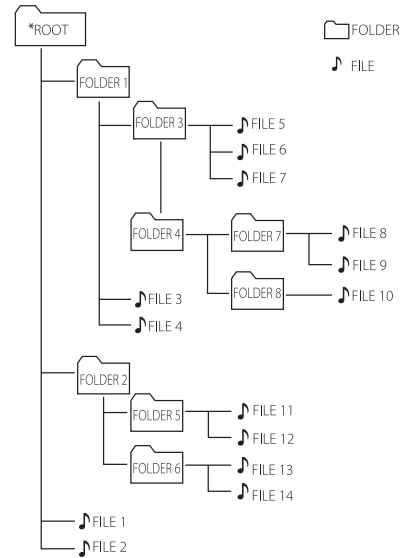 *ROOT
FOLDER
FILE
FOLDER 1
FOLDER 3
FILE 5
FILE 6
FILE 7
FOLDER 4
FOLDER 7
FILE 8
FILE 9
FOLDER 8
FILE 10
FILE 3
FILE 4
FOLDER 2
FOLDER 5
FILE 11
FILE 12
FOLDER 6
FILE 13
FILE 14
FILE 1
FILE 2